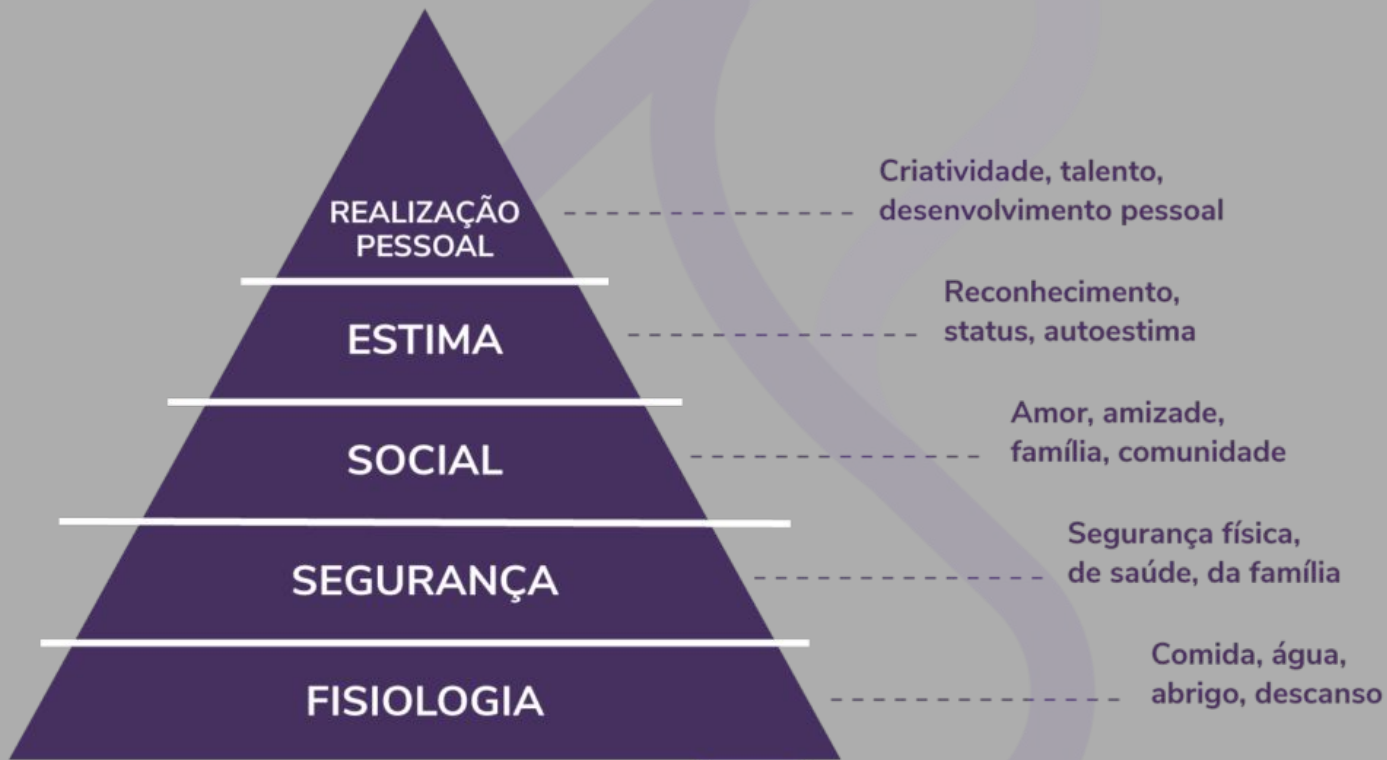 REALIZAÇÃO
PESSOAL
Criatividade, talento,
desenvolvimento pessoal
ESTIMA
Reconhecimento,
status, autoestima
SOCIAL
Amor, amizade,
família, comunidade
SEGURANÇA
Segurança física,
de saúde, da família
FISIOLOGIA
Comida, água,
abrigo, descanso